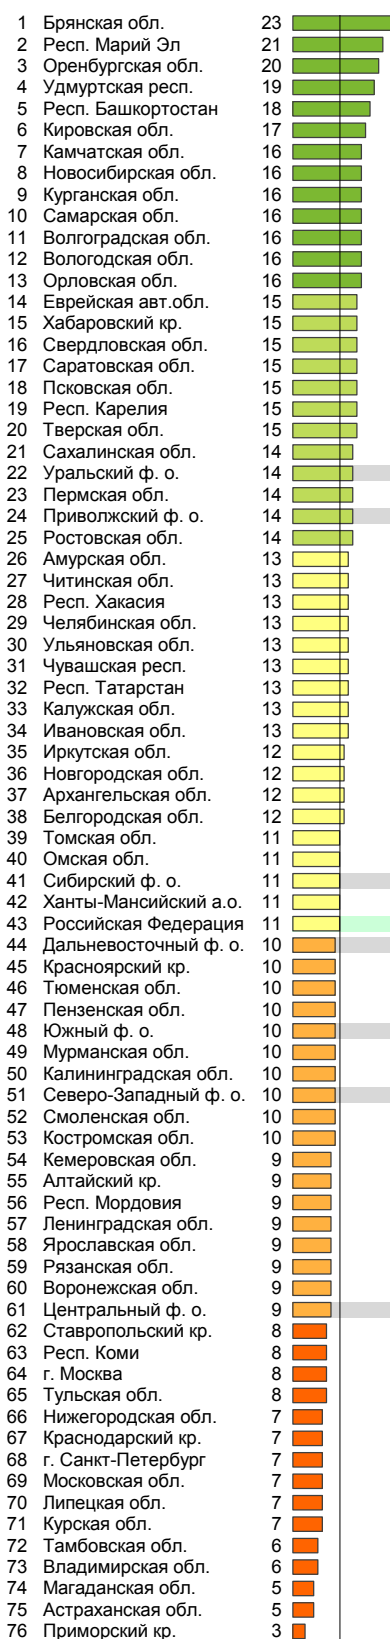 1 Брянская обл. 23
2 Респ. Марий Эл 21
3 Оренбургская обл. 20
4 Удмуртская респ. 19
5 Респ. Башкортостан 18
6 Кировская обл. 17
7 Камчатская обл. 16
8 Новосибирская обл. 16
9 Курганская обл. 16
10 Самарская обл. 16
11 Волгоградская обл. 16
12 Вологодская обл. 16
13 Орловская обл. 16
14 Еврейская авт.обл. 15
15 Хабаровский кр. 15
16 Свердловская обл. 15
17 Саратовская обл. 15
18 Псковская обл. 15
19 Респ. Карелия 15
20 Тверская обл. 15
21 Сахалинская обл. 14
22 Уральский ф. о. 14
23 Пермская обл. 14
24 Приволжский ф. о. 14
25 Ростовская обл. 14
26 Амурская обл. 13
27 Читинская обл. 13
28 Респ. Хакасия 13
29 Челябинская обл. 13
30 Ульяновская обл. 13
31 Чувашская респ. 13
32 Респ. Татарстан 13
33 Калужская обл. 13
34 Ивановская обл. 13
35 Иркутская обл. 12
36 Новгородская обл. 12
37 Архангельская обл. 12
38 Белгородская обл. 12
39 Томская обл. 11
40 Омская обл. 11
41 Сибирский ф. о. 11
42 Ханты-Мансийский а.о. 11
43 Российская Федерация 11
44 Дальневосточный ф. о. 10
45 Красноярский кр. 10
46 Тюменская обл. 10
47 Пензенская обл. 10
48 Южный ф. о. 10
49 Мурманская обл. 10
50 Калининградская обл. 10
51 Северо-Западный ф. о. 10
52 Смоленская обл. 10
53 Костромская обл. 10
54 Кемеровская обл. 9
55 Алтайский кр. 9
56 Респ. Мордовия 9
57 Ленинградская обл. 9
58 Ярославская обл. 9
59 Рязанская обл. 9
60 Воронежская обл. 9
61 Центральный ф. о. 9
62 Ставропольский кр. 8
63 Респ. Коми 8
64 г. Москва 8
65 Тульская обл. 8
66 Нижегородская обл. 7
67 Краснодарский кр. 7
68 г. Санкт-Петербург 7
69 Московская обл. 7
70 Липецкая обл. 7
71 Курская обл. 7
72 Тамбовская обл. 6
73 Владимирская обл. 6
74 Магаданская обл. 5
75 Астраханская обл. 5
76 Приморский кр. 3